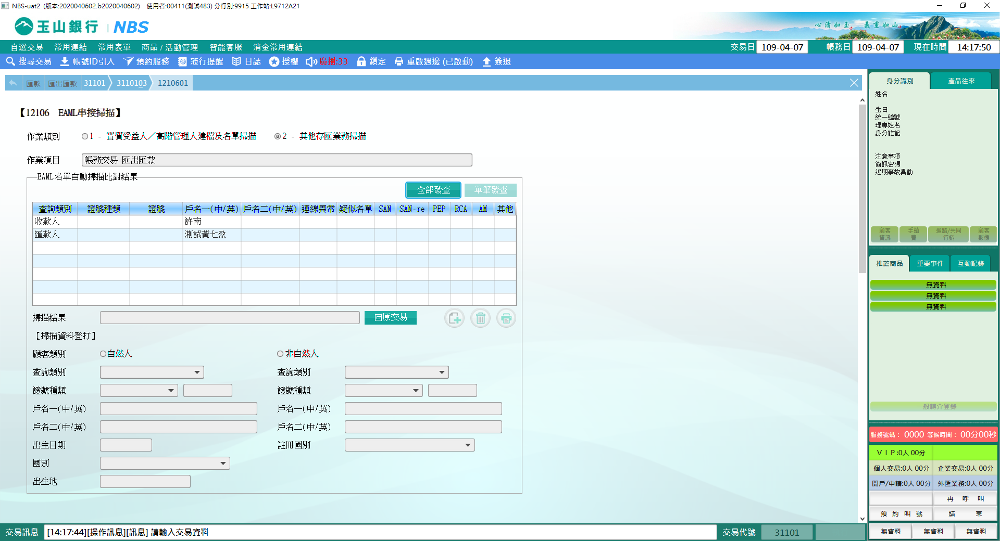 NBS-uat2 (版本:2020040602.b2020040602) 使用者:00411(測試483) 分行別:9915 工作站:L9712A21
玉山銀行 | NBS
心清如玉 義重如山
自選交易 常用連結 常用表單 商品 / 活動管理 智能客服 消金常用連結 交易日 109-04-07 帳務日 109-04-07 現在時間 14:17:50
搜尋交易 帳號ID引入 預約服務 蒞行提醒 日誌 授權 廣播:33 鎖定 重啟週邊 (已啟動) 簽退
匯款 匯出匯款 31101 3110103 1210601
【12106 EAML串接掃描】
作業類別 1 - 實質受益人／高階管理人建檔及名單掃描 2 - 其他存匯業務掃描
作業項目 帳務交易-匯出匯款
EAML名單自動掃描比對結果
全部發查 單筆發查
查詢類別 證號種類 證號 戶名一(中/英) 戶名二(中/英) 連線異常 疑似名單 SAN SAN-re PEP RCA AM 其他
收款人 許南
匯款人 測試黃七盈
掃描結果 回原交易
【掃描資料登打】
顧客類別 自然人 非自然人
查詢類別 查詢類別
證號種類 證號種類
戶名一(中/英) 戶名一(中/英)
戶名二(中/英) 戶名二(中/英)
出生日期 註冊國別
國別
出生地
身分識別 產品往來
姓名
生日
統一編號
理專姓名
身分註記
注意事項
簡訊密碼
近期事故異動
顧客資訊 手續費 通路/共同行銷 顧客影像
推薦商品 重要事件 互動記錄
無資料
無資料
無資料
一般轉介登錄
服務號碼： 0000 等候時間： 00分00秒
ＶＩＰ:0人 00分
個人交易:0人 00分 企業交易:0人 00分
開戶/申請:0人 00分 外匯業務:0人 00分
再 呼 叫
預 約 叫 號 結 束
無資料 無資料 無資料
交易訊息 [14:17:44][操作訊息][訊息] 請輸入交易資料 交易代號 31101